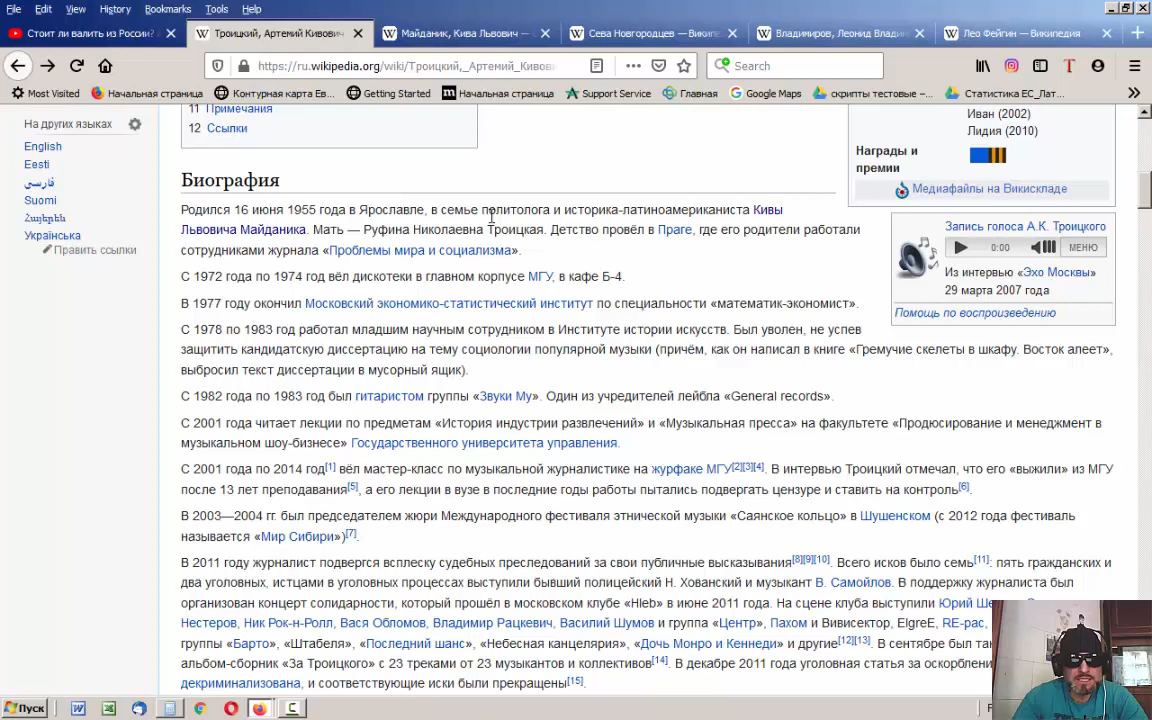 File Edit View History Bookmarks Tools Help
Стоит ли валить из России?
Троицкий, Артемий Кивович
Майданик, Кива Львович —
Сева Новгородцев — Википе
Владимиров, Леонид Влади
Лео Фейгин — Википедия
https://ru.wikipedia.org/wiki/Троицкий,_Артемий_Кивов
Search
Most Visited
Начальная страница
Контурная карта Ев...
Getting Started
Начальная страница
Support Service
Главная
Google Maps
скрипты тестовые –...
Статистика ЕС_Лат...
На других языках
English
Eesti
فارسی
Suomi
Հայերեն
Українська
Править ссылки
11 Примечания
12 Ссылки
Иван (2002)
Лидия (2010)
Награды и
премии
Медиафайлы на Викискладе
Запись голоса А.К. Троицкого
0:00
МЕНЮ
Из интервью «Эхо Москвы»
29 марта 2007 года
Помощь по воспроизведению
Биография
Родился 16 июня 1955 года в Ярославле, в семье политолога и историка-латиноамериканиста Кивы
Львовича Майданика. Мать — Руфина Николаевна Троицкая. Детство провёл в Праге, где его родители работали
сотрудниками журнала «Проблемы мира и социализма».
С 1972 года по 1974 год вёл дискотеки в главном корпусе МГУ, в кафе Б-4.
В 1977 году окончил Московский экономико-статистический институт по специальности «математик-экономист».
С 1978 по 1983 год работал младшим научным сотрудником в Институте истории искусств. Был уволен, не успев
защитить кандидатскую диссертацию на тему социологии популярной музыки (причём, как он написал в книге «Гремучие скелеты в шкафу. Восток алеет»,
выбросил текст диссертации в мусорный ящик).
С 1982 года по 1983 год был гитаристом группы «Звуки Му». Один из учредителей лейбла «General records».
С 2001 года читает лекции по предметам «История индустрии развлечений» и «Музыкальная пресса» на факультете «Продюсирование и менеджмент в
музыкальном шоу-бизнесе» Государственного университета управления.
С 2001 года по 2014 год[1] вёл мастер-класс по музыкальной журналистике на журфаке МГУ[2][3][4]. В интервью Троицкий отмечал, что его «выжили» из МГУ
после 13 лет преподавания[5], а его лекции в вузе в последние годы работы пытались подвергать цензуре и ставить на контроль[6].
В 2003—2004 гг. был председателем жюри Международного фестиваля этнической музыки «Саянское кольцо» в Шушенском (с 2012 года фестиваль
называется «Мир Сибири»)[7].
В 2011 году журналист подвергся всплеску судебных преследований за свои публичные высказывания[8][9][10]. Всего исков было семь[11]: пять гражданских и
два уголовных, истцами в уголовных процессах выступили бывший полицейский Н. Хованский и музыкант В. Самойлов. В поддержку журналиста был
организован концерт солидарности, который прошёл в московском клубе «Hleb» в июне 2011 года. На сцене клуба выступили Юрий
Нестеров, Ник Рок-н-Ролл, Вася Обломов, Владимир Рацкевич, Василий Шумов и группа «Центр», Пахом и Вивисектор, ElgreE, RE-pac,
группы «Барто», «Штабеля», «Последний шанс», «Небесная канцелярия», «Дочь Монро и Кеннеди» и другие[12][13]. В сентябре был
альбом-сборник «За Троицкого» с 23 треками от 23 музыкантов и коллективов[14]. В декабре 2011 года уголовная статья за
декриминализована, и соответствующие иски были прекращены[15].
Пуск